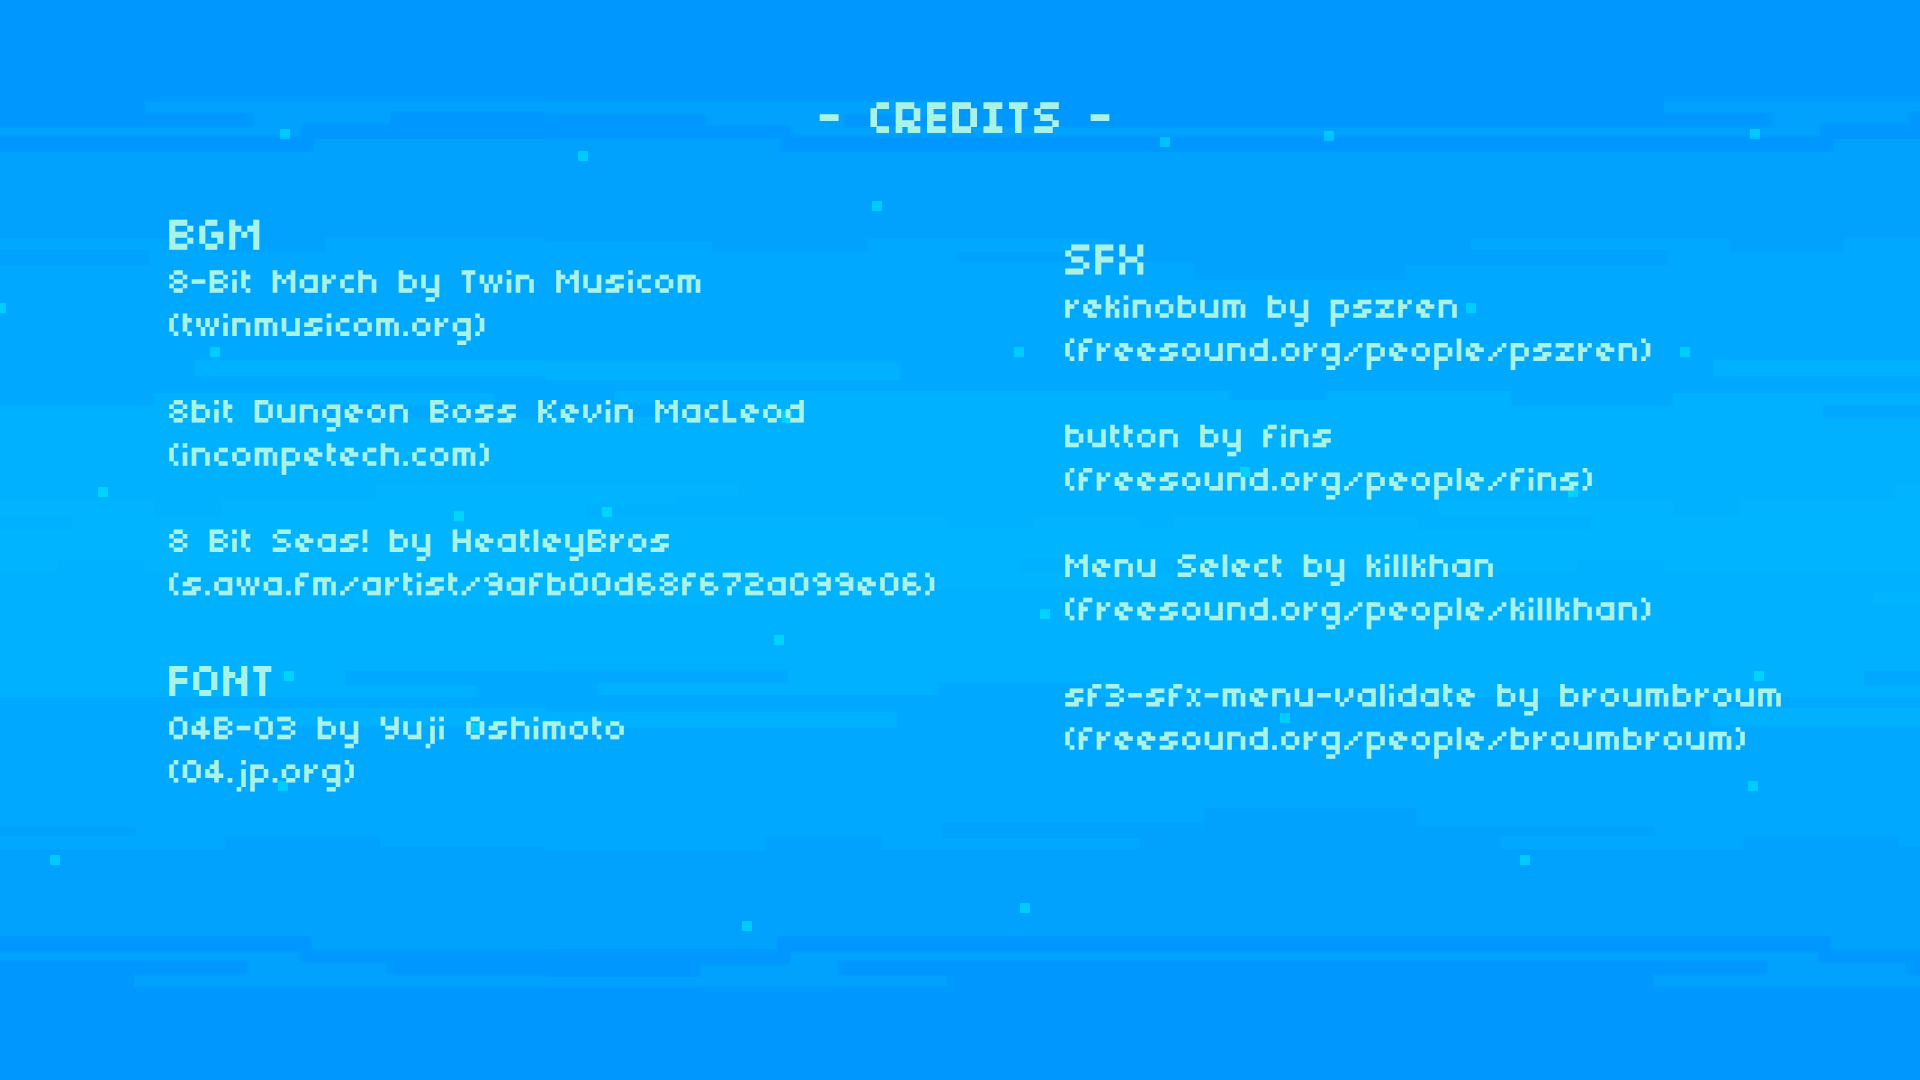 - CREDITS -
BGM
8-Bit March by Twin Musicom
(twinmusicom.org)
8bit Dungeon Boss Kevin MacLeod
(incompetech.com)
8 Bit Seas! by HeatleyBros
(s.awa.fm/artist/9afb00d68f672a099e06)
FONT
04B-03 by Yuji Oshimoto
(04.jp.org)
SFX
rekinobum by pszren
(freesound.org/people/pszren)
button by fins
(freesound.org/people/fins)
Menu Select by killkhan
(freesound.org/people/killkhan)
sf3-sfx-menu-validate by broumbroum
(freesound.org/people/broumbroum)